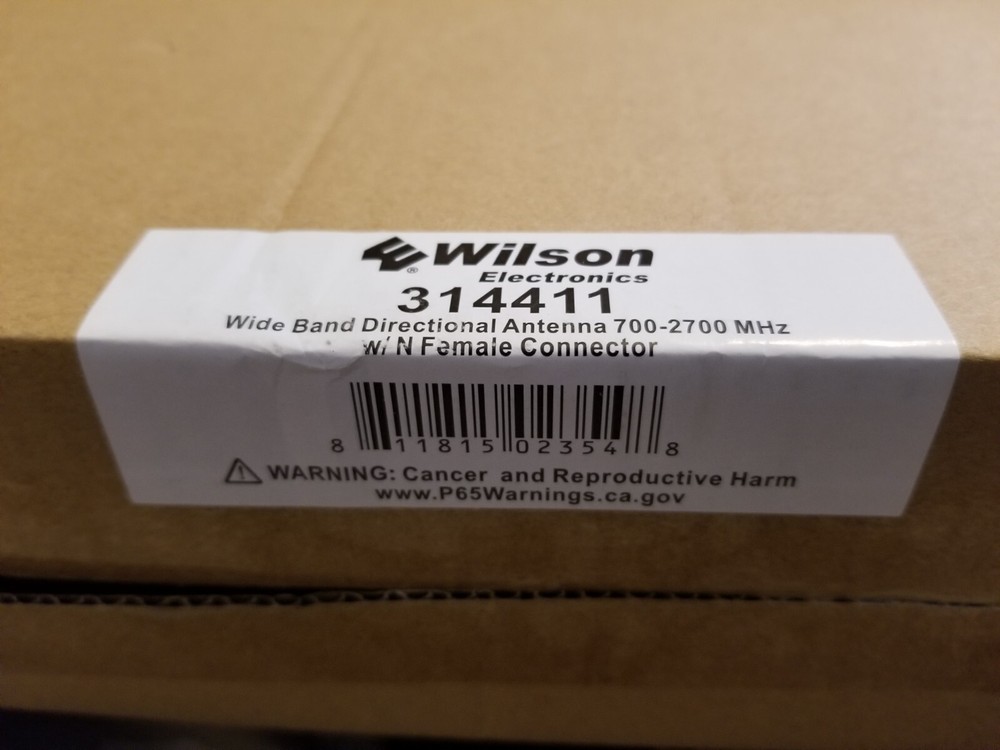 Wilson®
Electronics
314411
Wide Band Directional Antenna 700-2700 MHz
w/ N Female Connector
8 11815 02354 8
WARNING: Cancer and Reproductive Harm
www.P65Warnings.ca.gov